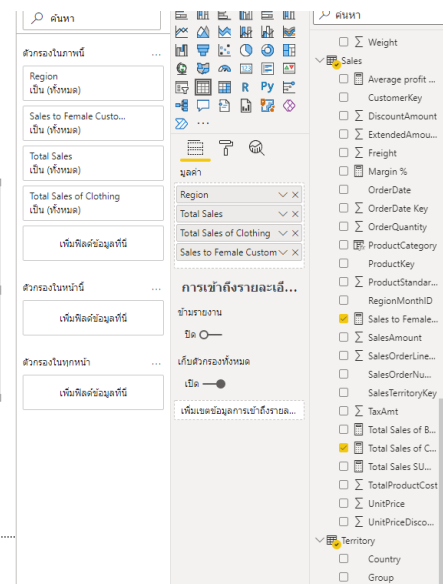 ค้นหา
ตัวกรองในภาพนี้
...
Region
เป็น (ทั้งหมด)
Sales to Female Custo...
เป็น (ทั้งหมด)
Total Sales
เป็น (ทั้งหมด)
Total Sales of Clothing
เป็น (ทั้งหมด)
เพิ่มฟิลด์ข้อมูลที่นี่
ตัวกรองในหน้านี้
...
เพิ่มฟิลด์ข้อมูลที่นี่
ตัวกรองในทุกหน้า
...
เพิ่มฟิลด์ข้อมูลที่นี่
R
Py
...
มูลค่า
Region
Total Sales
Total Sales of Clothing
Sales to Female Custom
การเข้าถึงรายละเอี...
ข้ามรายงาน
ปิด
เก็บตัวกรองทั้งหมด
เปิด
เพิ่มเขตข้อมูลการเข้าถึงรายล...
ค้นหา
Weight
Sales
Average profit ...
CustomerKey
DiscountAmount
ExtendedAmou...
Freight
Margin %
OrderDate
OrderDate Key
OrderQuantity
ProductCategory
ProductKey
ProductStandar...
RegionMonthID
Sales to Female...
SalesAmount
SalesOrderLine...
SalesOrderNu...
SalesTerritoryKey
TaxAmt
Total Sales of B...
Total Sales of C...
Total Sales SU...
TotalProductCost
UnitPrice
UnitPriceDisco...
Territory
Country
Group